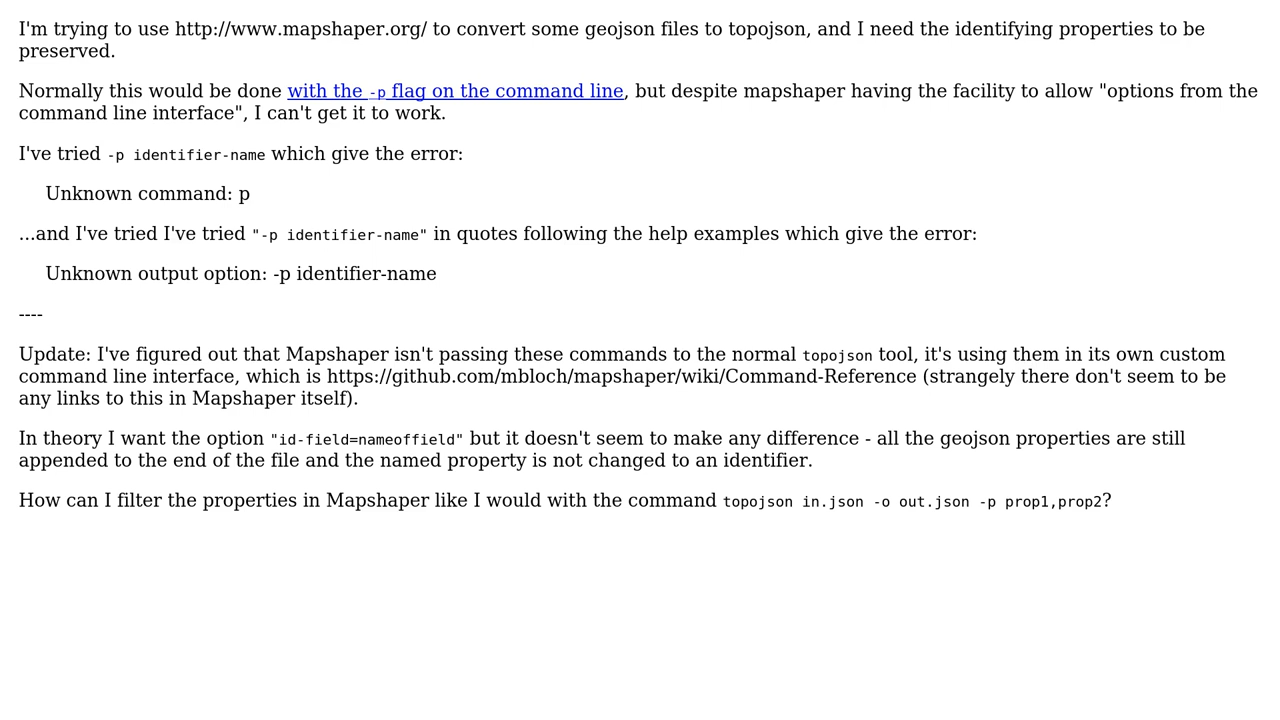 I'm trying to use http://www.mapshaper.org/ to convert some geojson files to topojson, and I need the identifying properties to be
preserved.
Normally this would be done with the -p flag on the command line, but despite mapshaper having the facility to allow "options from the
command line interface", I can't get it to work.
I've tried -p identifier-name which give the error:
Unknown command: p
...and I've tried I've tried "-p identifier-name" in quotes following the help examples which give the error:
Unknown output option: -p identifier-name
----
Update: I've figured out that Mapshaper isn't passing these commands to the normal topojson tool, it's using them in its own custom
command line interface, which is https://github.com/mbloch/mapshaper/wiki/Command-Reference (strangely there don't seem to be
any links to this in Mapshaper itself).
In theory I want the option "id-field=nameoffield" but it doesn't seem to make any difference - all the geojson properties are still
appended to the end of the file and the named property is not changed to an identifier.
How can I filter the properties in Mapshaper like I would with the command topojson in.json -o out.json -p prop1,prop2?